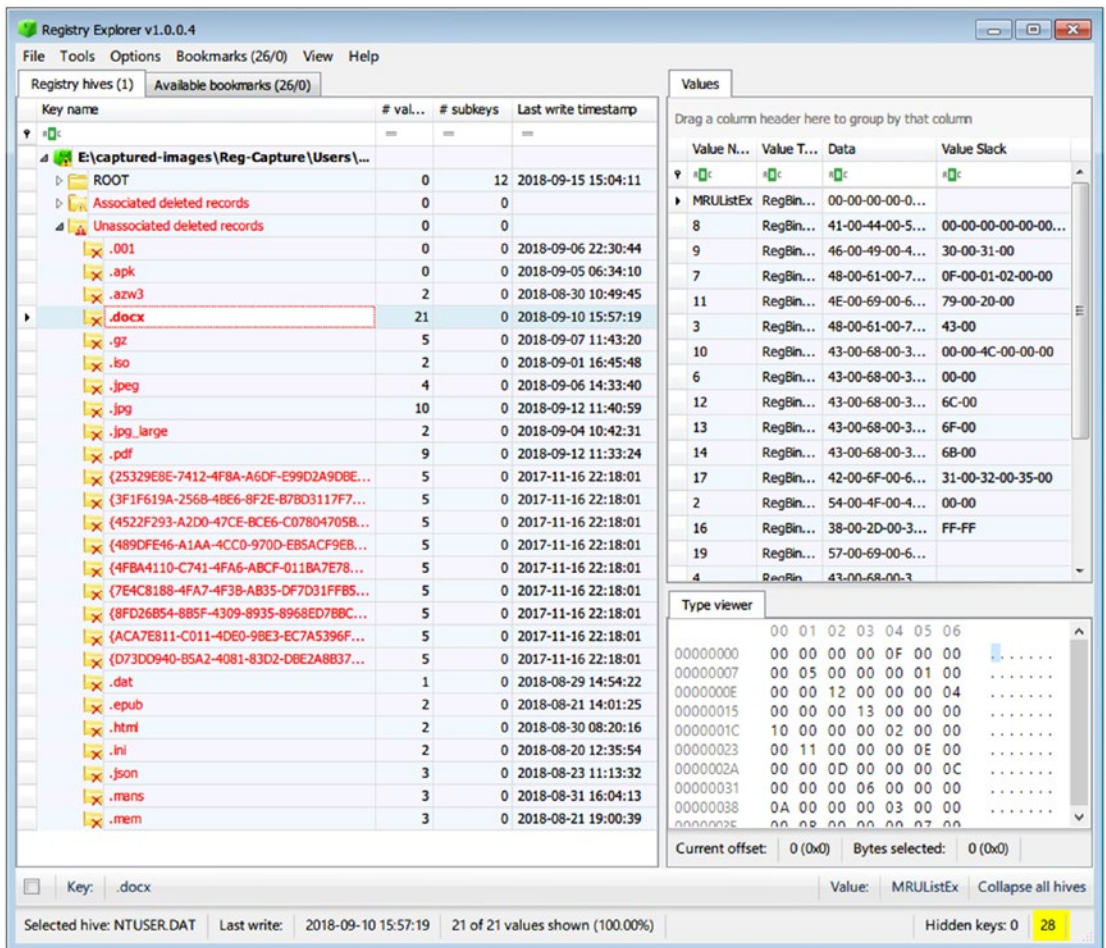 Registry Explorer v1.0.0.4
File Tools Options Bookmarks (26/0) View Help
Registry hives (1) Available bookmarks (26/0)
Key name # val... # subkeys Last write timestamp
= = =
E:\captured-images\Reg-Capture\Users\...
ROOT 0 12 2018-09-15 15:04:11
Associated deleted records 0 0
Unassociated deleted records 0 0
.001 0 0 2018-09-06 22:30:44
.apk 0 0 2018-09-05 06:34:10
.azw3 2 0 2018-08-30 10:49:45
.docx 21 0 2018-09-10 15:57:19
.gz 5 0 2018-09-07 11:43:20
.iso 2 0 2018-09-01 16:45:48
.jpeg 4 0 2018-09-06 14:33:40
.jpg 10 0 2018-09-12 11:40:59
.jpg_large 2 0 2018-09-04 10:42:31
.pdf 9 0 2018-09-12 11:33:24
{25329E8E-7412-4F8A-A6DF-E99D2A9DBE... 5 0 2017-11-16 22:18:01
{3F1F619A-256B-4BE6-8F2E-B7BD3117F7... 5 0 2017-11-16 22:18:01
{4522F293-A2D0-47CE-BCE6-C07804705B... 5 0 2017-11-16 22:18:01
{489DFE46-A1AA-4CC0-970D-EB5ACF9EB... 5 0 2017-11-16 22:18:01
{4FBA4110-C741-4FA6-ABCF-011BA7E78... 5 0 2017-11-16 22:18:01
{7E4C8188-4FA7-4F3B-AB35-DF7D31FFB5... 5 0 2017-11-16 22:18:01
{8FD26B54-8B5F-4309-8935-8968ED7BBC... 5 0 2017-11-16 22:18:01
{ACA7E811-C011-4DE0-9BE3-EC7A5396F... 5 0 2017-11-16 22:18:01
{D73DD940-B5A2-4081-83D2-DBE2A8B37... 5 0 2017-11-16 22:18:01
.dat 1 0 2018-08-29 14:54:22
.epub 2 0 2018-08-21 14:01:25
.html 2 0 2018-08-30 08:20:16
.ini 2 0 2018-08-20 12:35:54
.json 3 0 2018-08-23 11:13:32
.mans 3 0 2018-08-31 16:04:13
.mem 3 0 2018-08-21 19:00:39
Values
Drag a column header here to group by that column
Value N... Value T... Data Value Slack
MRUListEx RegBin... 00-00-00-00-0...
8 RegBin... 41-00-44-00-5... 00-00-00-00-00-00...
9 RegBin... 46-00-49-00-4... 30-00-31-00
7 RegBin... 48-00-61-00-7... 0F-00-01-02-00-00
11 RegBin... 4E-00-69-00-6... 79-00-20-00
3 RegBin... 48-00-61-00-7... 43-00
10 RegBin... 43-00-68-00-3... 00-00-4C-00-00-00
6 RegBin... 43-00-68-00-3... 00-00
12 RegBin... 43-00-68-00-3... 6C-00
13 RegBin... 43-00-68-00-3... 6F-00
14 RegBin... 43-00-68-00-3... 6B-00
17 RegBin... 42-00-6F-00-6... 31-00-32-00-35-00
2 RegBin... 54-00-4F-00-4... 00-00
16 RegBin... 38-00-2D-00-3... FF-FF
19 RegBin... 57-00-69-00-6...
4 RegBin 43-00-68-00-3
Type viewer
00 01 02 03 04 05 06
00000000 00 00 00 00 0F 00 00 . . . . . . .
00000007 00 05 00 00 00 01 00 . . . . . . .
0000000E 00 00 12 00 00 00 04 . . . . . . .
00000015 00 00 00 13 00 00 00 . . . . . . .
0000001C 10 00 00 00 02 00 00 . . . . . . .
00000023 00 11 00 00 00 0E 00 . . . . . . .
0000002A 00 00 0D 00 00 00 0C . . . . . . .
00000031 00 00 00 06 00 00 00 . . . . . . .
00000038 0A 00 00 00 03 00 00 . . . . . . .
Current offset: 0 (0x0) Bytes selected: 0 (0x0)
Key: .docx Value: MRUListEx Collapse all hives
Selected hive: NTUSER.DAT Last write: 2018-09-10 15:57:19 21 of 21 values shown (100.00%) Hidden keys: 0 28